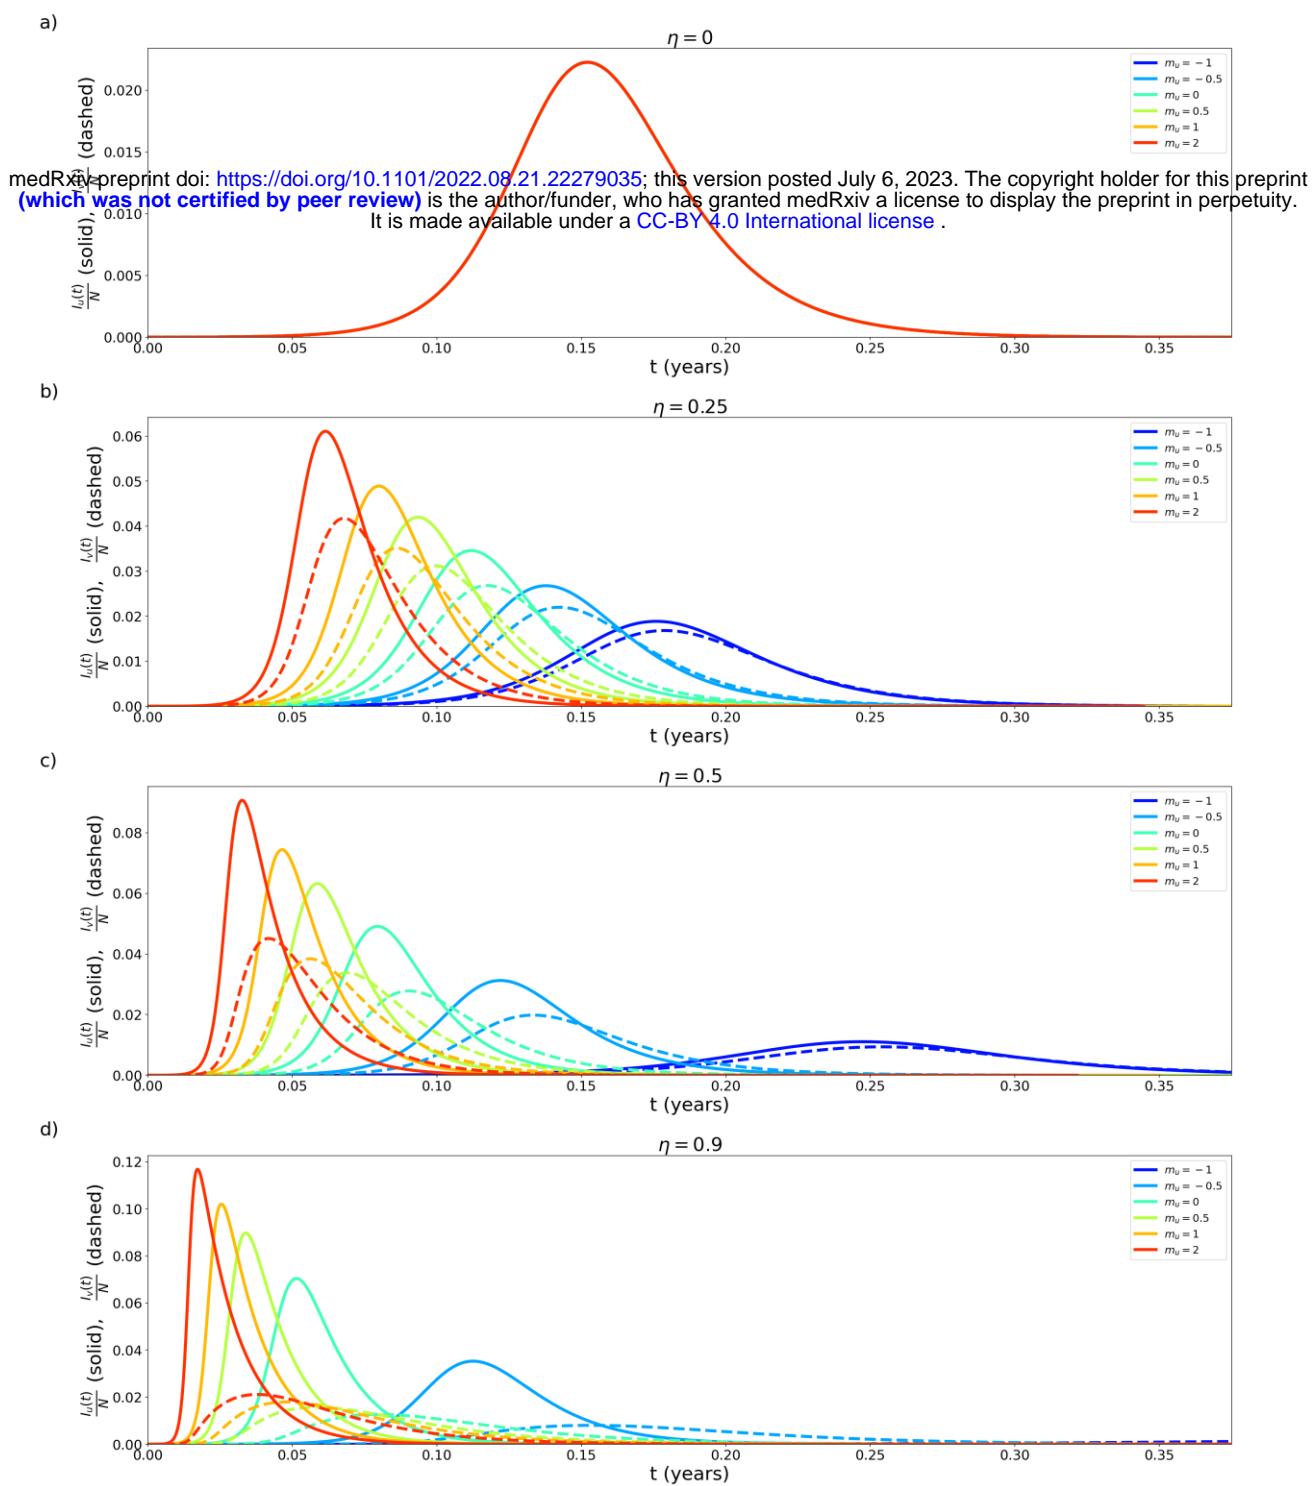 a)
η = 0
0.020
0.015
0.010
0.005
0.000
I_u(t)/N (solid), (dashed)
m_u = −1
m_u = −0.5
m_u = 0
m_u = 0.5
m_u = 1
m_u = 2
medRxiv preprint doi: https://doi.org/10.1101/2022.08.21.22279035; this version posted July 6, 2023. The copyright holder for this preprint
(which was not certified by peer review) is the author/funder, who has granted medRxiv a license to display the preprint in perpetuity.
It is made available under a CC-BY 4.0 International license .
0.00 0.05 0.10 0.15 0.20 0.25 0.30 0.35
t (years)
b)
η = 0.25
0.06
0.05
0.04
0.03
0.02
0.01
0.00
I_u(t)/N (solid), I_v(t)/N (dashed)
m_u = −1
m_u = −0.5
m_u = 0
m_u = 0.5
m_u = 1
m_u = 2
0.00 0.05 0.10 0.15 0.20 0.25 0.30 0.35
t (years)
c)
η = 0.5
0.08
0.06
0.04
0.02
0.00
I_u(t)/N (solid), I_v(t)/N (dashed)
m_u = −1
m_u = −0.5
m_u = 0
m_u = 0.5
m_u = 1
m_u = 2
0.00 0.05 0.10 0.15 0.20 0.25 0.30 0.35
t (years)
d)
η = 0.9
0.12
0.10
0.08
0.06
0.04
0.02
0.00
I_u(t)/N (solid), I_v(t)/N (dashed)
m_u = −1
m_u = −0.5
m_u = 0
m_u = 0.5
m_u = 1
m_u = 2
0.00 0.05 0.10 0.15 0.20 0.25 0.30 0.35
t (years)